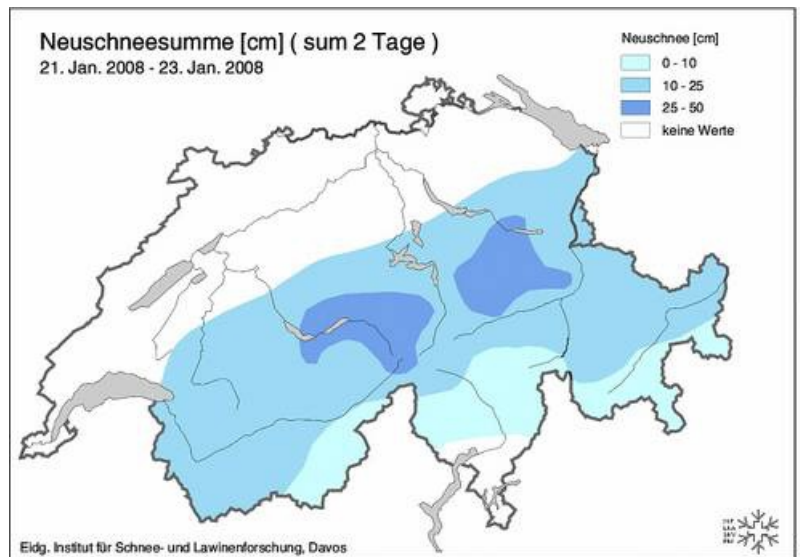 Neuschneesumme [cm] ( sum 2 Tage )
21. Jan. 2008 - 23. Jan. 2008
Neuschnee [cm]
0 - 10
10 - 25
25 - 50
keine Werte
Eidg. Institut für Schnee- und Lawinenforschung, Davos